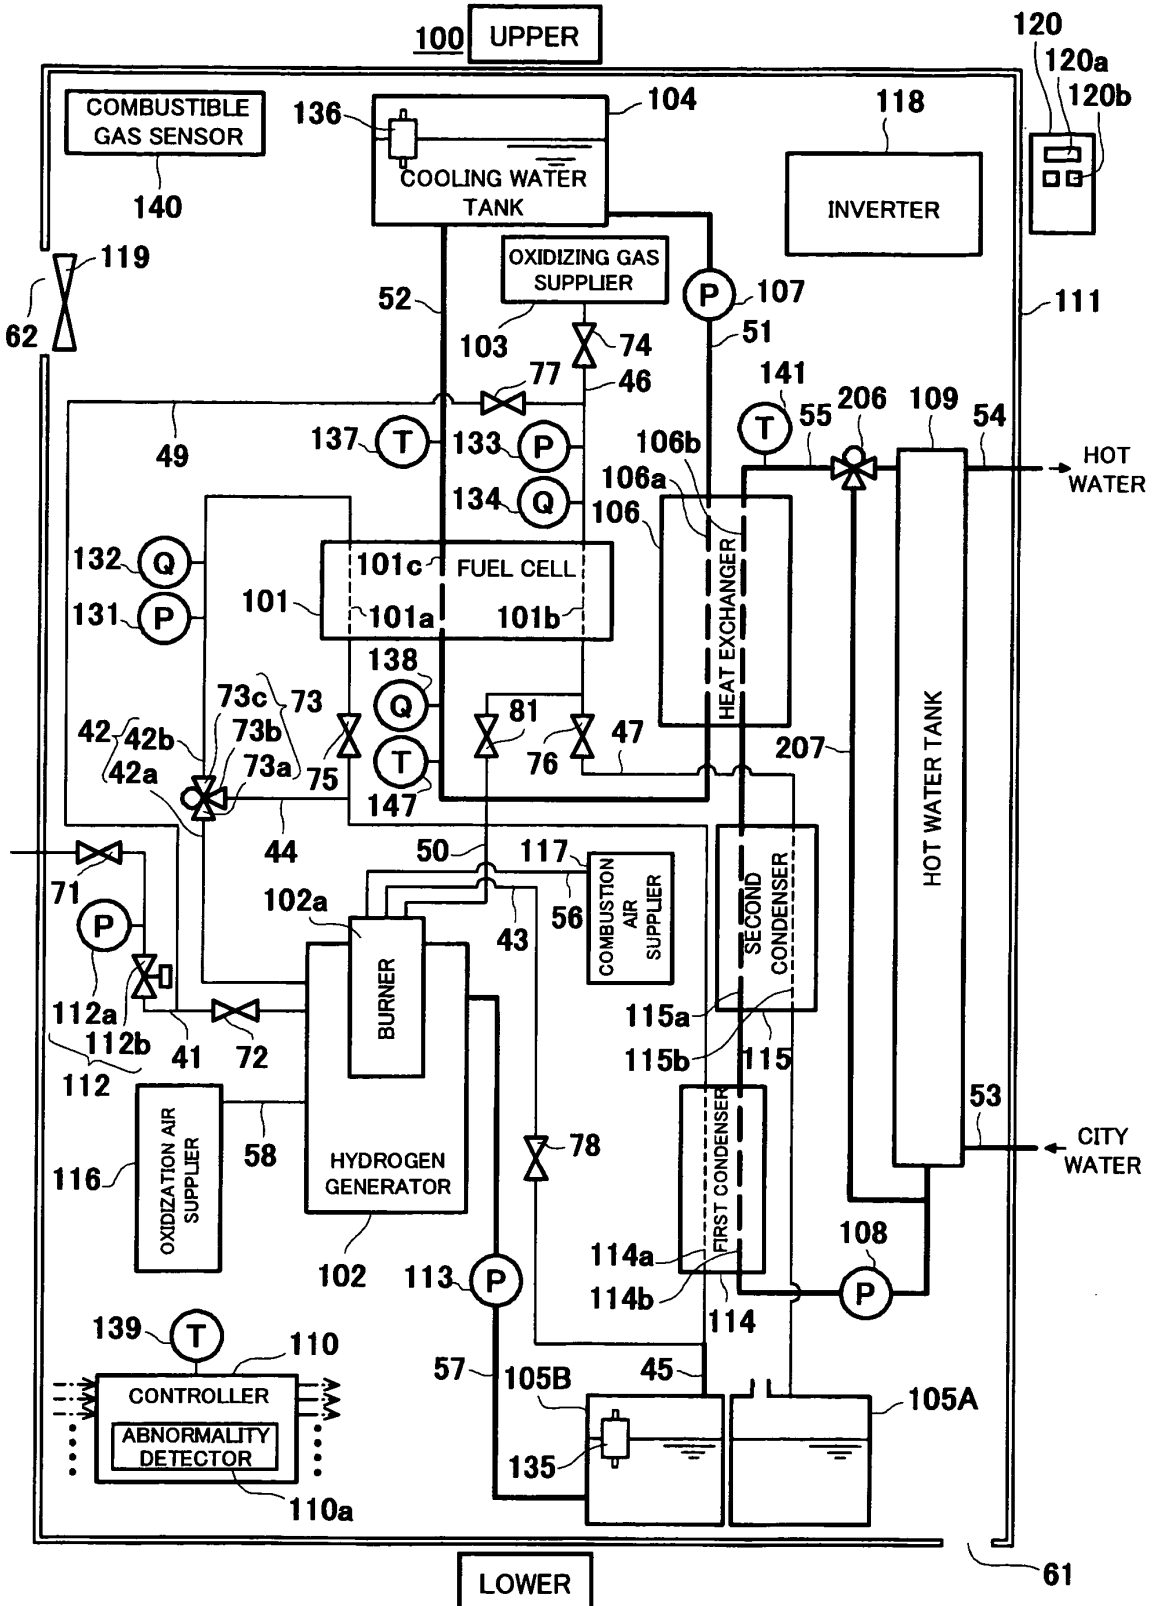 100
UPPER
120
120a
120b
COMBUSTIBLE
GAS SENSOR
140
136
104
COOLING WATER
TANK
118
INVERTER
119
62
52
OXIDIZING GAS
SUPPLIER
103
74
P
107
51
111
77
46
141
49
137
T
133
P
134
Q
T
55
206
109
54
HOT
WATER
106b
106a
106
132
Q
131
P
101c
FUEL CELL
101
101a
101b
HEAT EXCHANGER
138
Q
T
147
73c
73
73b
73a
42
42b
42a
75
81
76
47
207
HOT WATER TANK
44
50
117
56
43
COMBUSTION
AIR
SUPPLIER
SECOND
CONDENSER
71
P
102a
BURNER
112a
112b
112
41
72
115a
115b
115
53
CITY
WATER
116
OXIDIZATION AIR
SUPPLIER
58
HYDROGEN
GENERATOR
102
78
FIRST CONDENSER
114a
114b
114
108
P
113
P
139
T
110
CONTROLLER
ABNORMALITY
DETECTOR
110a
57
105B
45
135
105A
61
LOWER